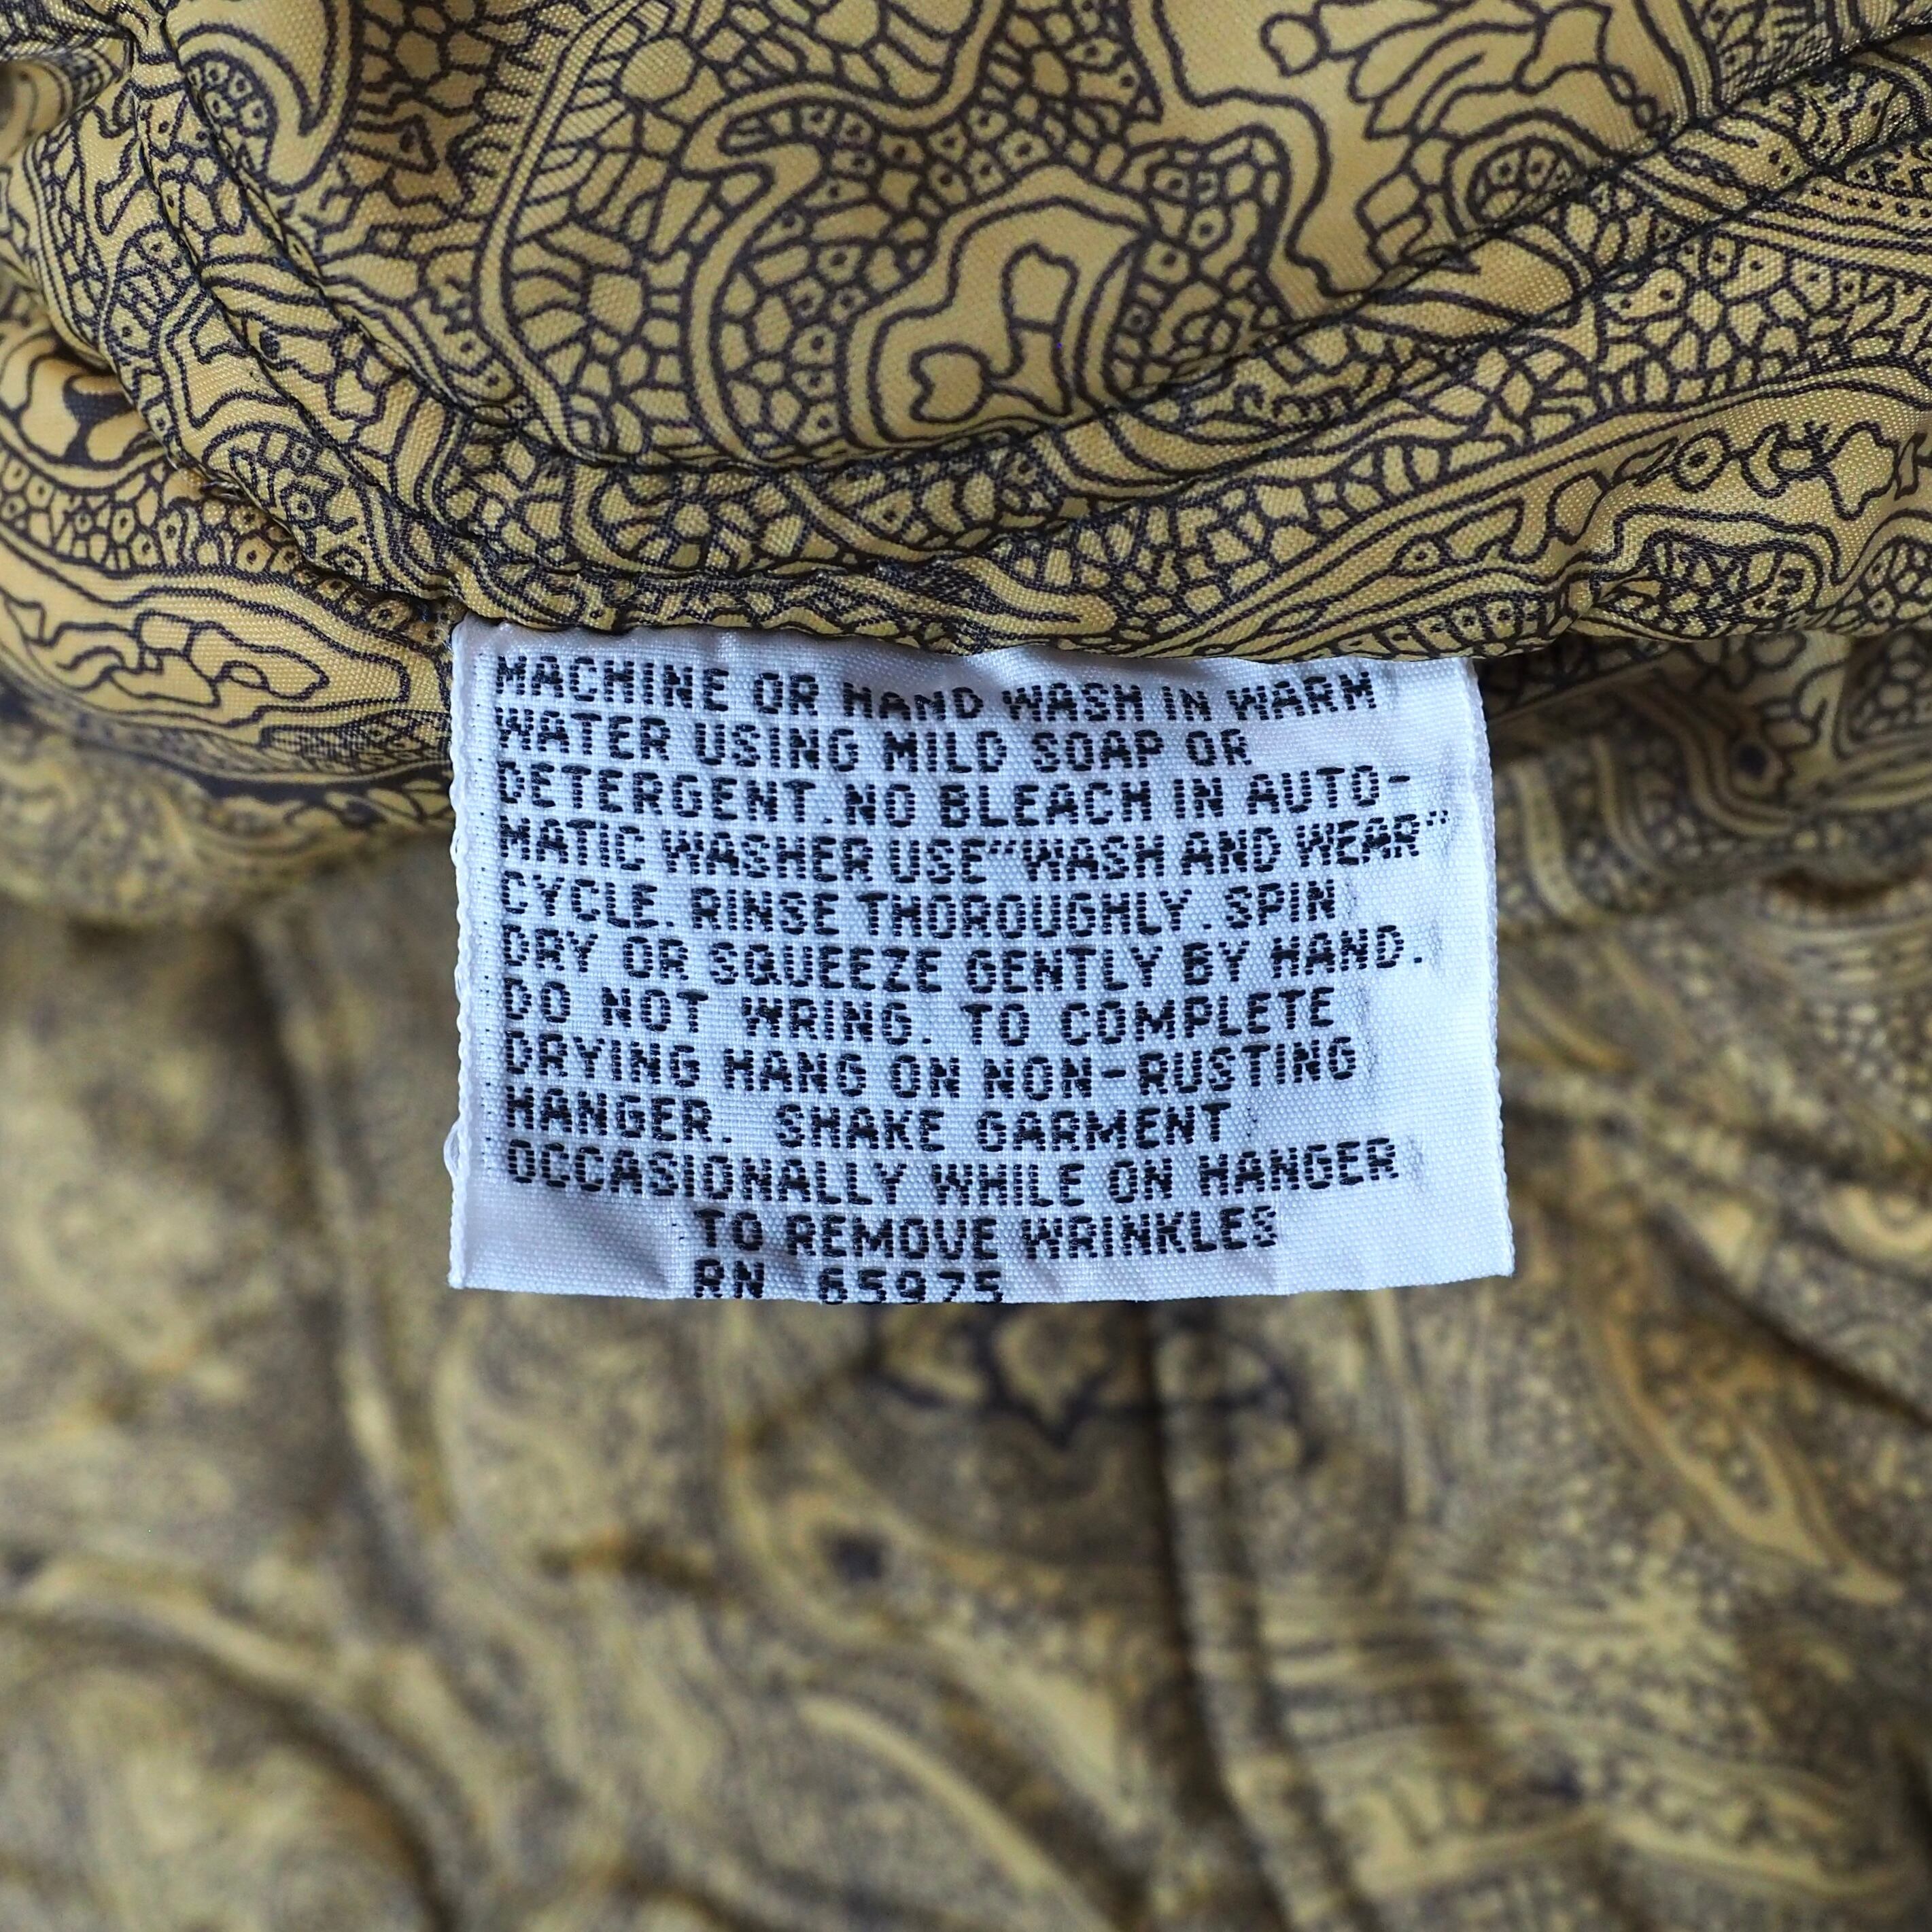 MACHINE OR HAND WASH IN WARM
WATER USING MILD SOAP OR
DETERGENT. NO BLEACH IN AUTO-
MATIC WASHER USE "WASH AND WEAR"
CYCLE. RINSE THOROUGHLY. SPIN
DRY OR SQUEEZE GENTLY BY HAND.
DO NOT WRING. TO COMPLETE
DRYING HANG ON NON-RUSTING
HANGER. SHAKE GARMENT
OCCASIONALLY WHILE ON HANGER
TO REMOVE WRINKLES
RN 65975